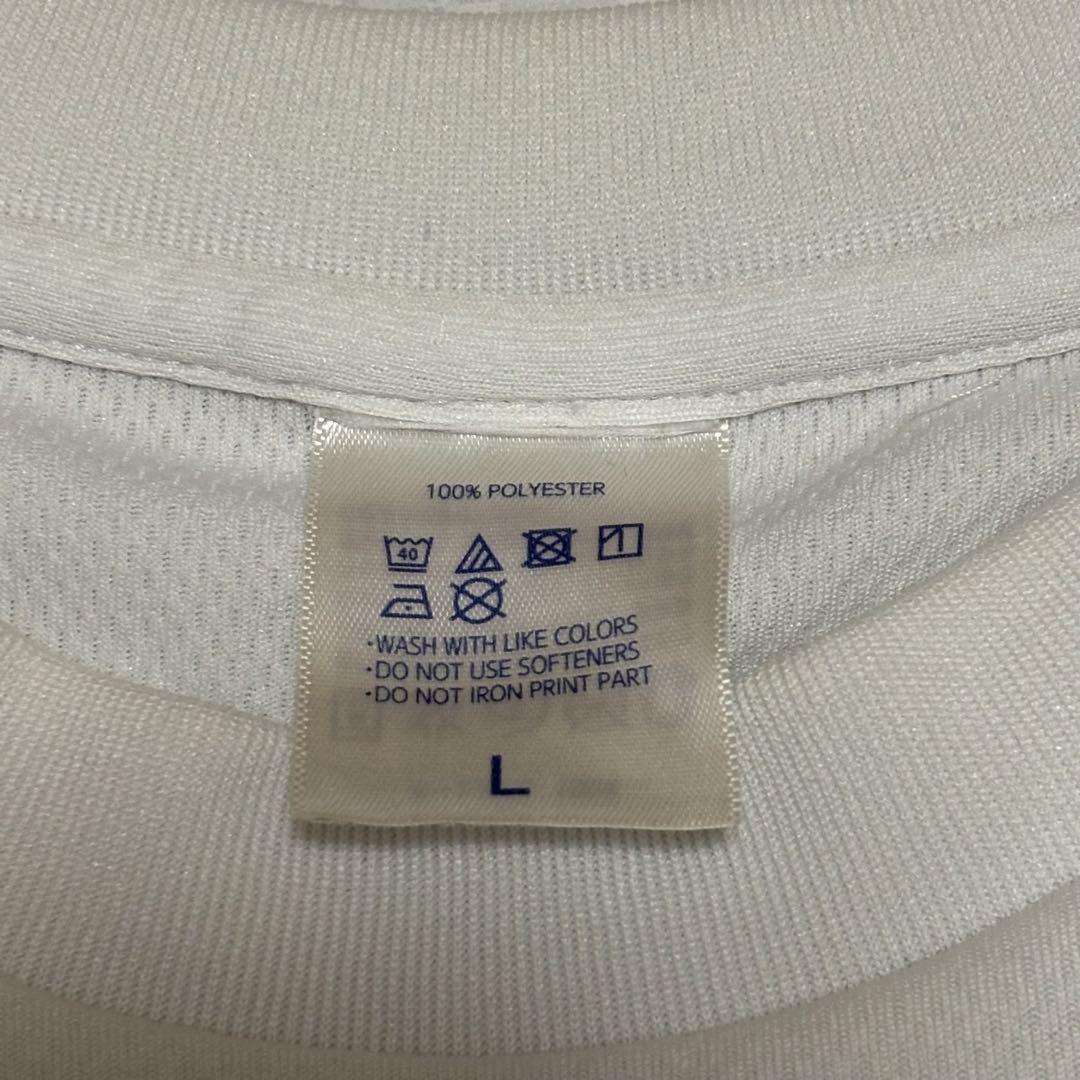 100% POLYESTER
40
·WASH WITH LIKE COLORS
·DO NOT USE SOFTENERS
·DO NOT IRON PRINT PART
L